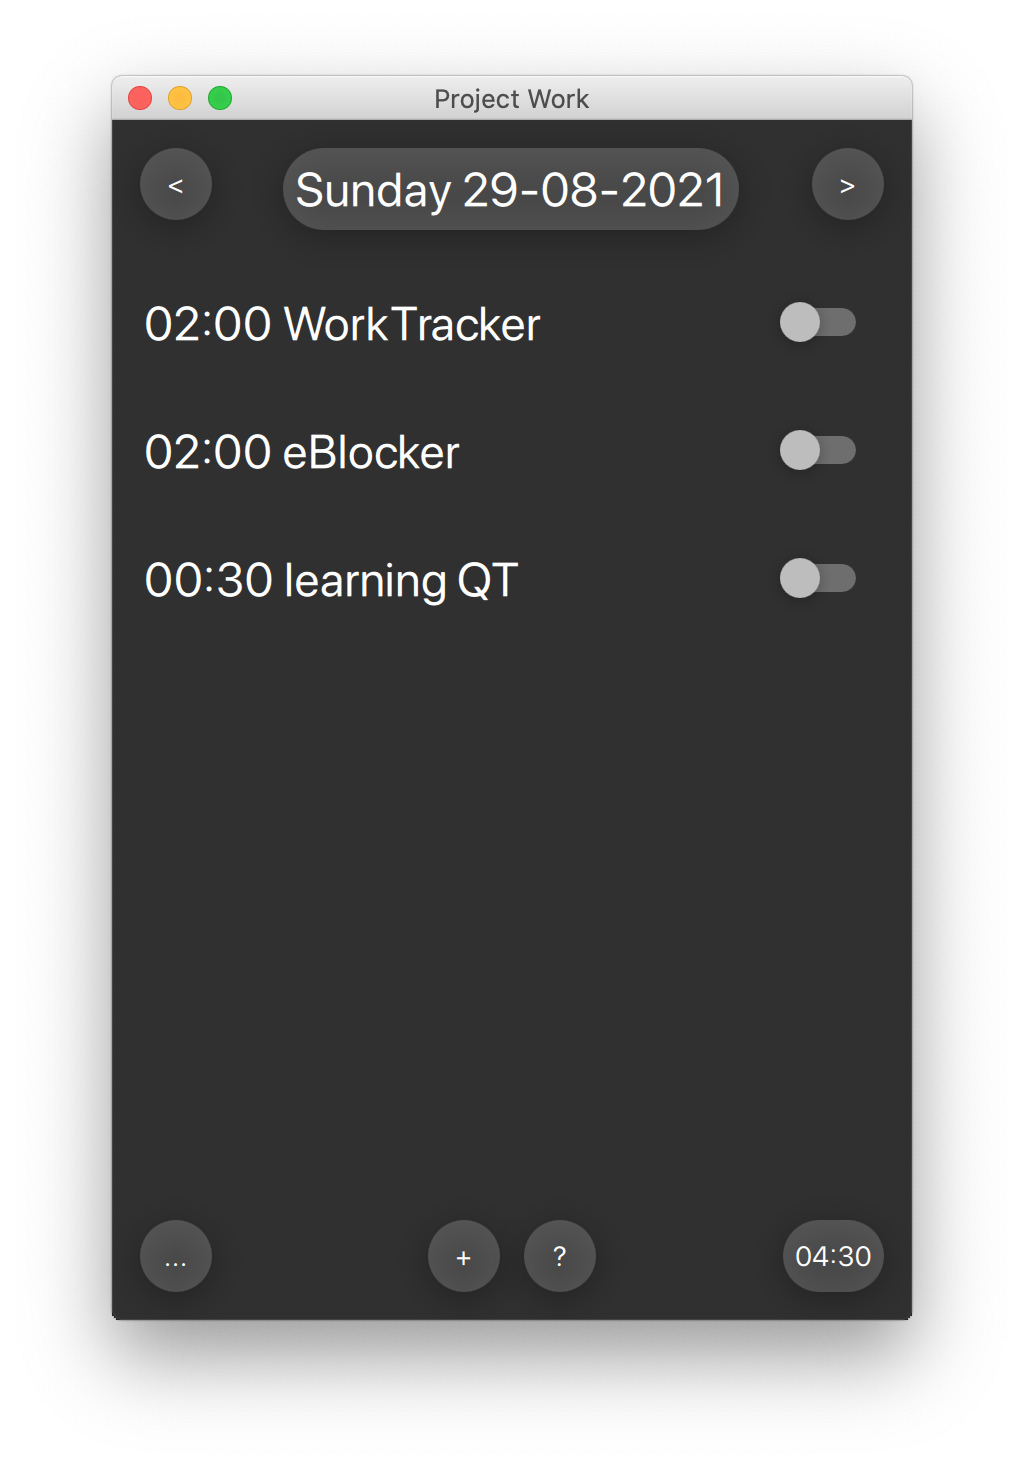 Project Work
< Sunday 29-08-2021 >
02:00 WorkTracker
02:00 eBlocker
00:30 learning QT
... + ? 04:30